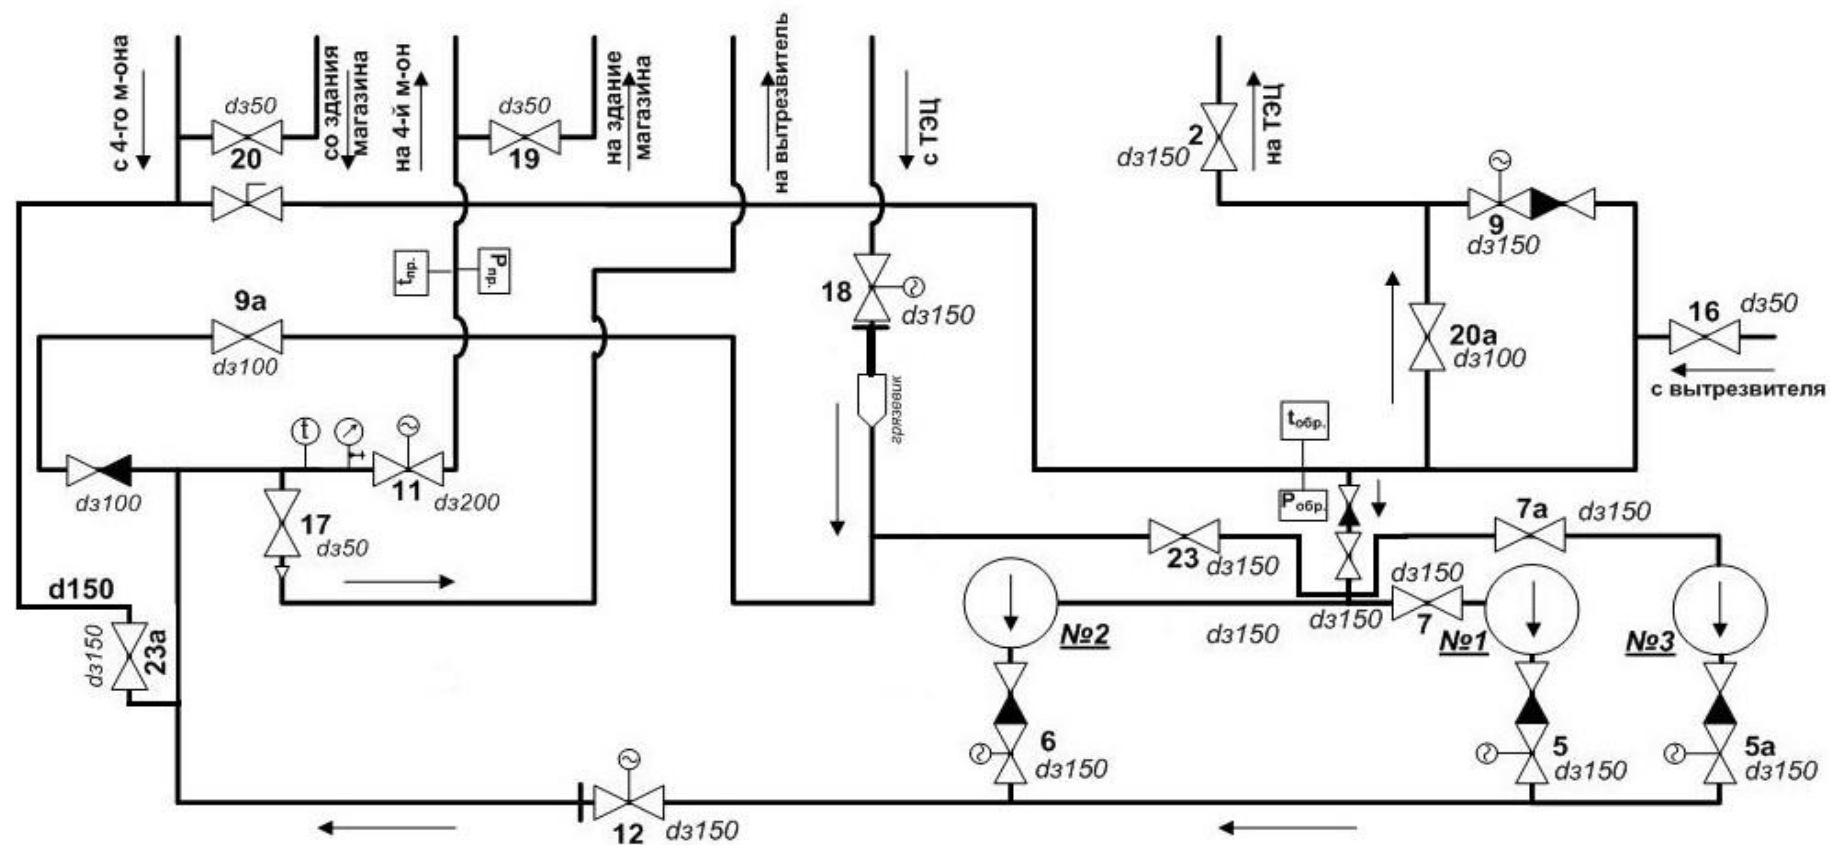 с 4-го м-она
dз50
20
со здания
магазина
на 4-й м-он
dз50
19
на здание
магазина
на вытрезвитель
с ТЭЦ
2
dз150
на ТЭЦ
9
dз150
tпр.
Pпр.
18
dз150
9а
dз100
грязевик
20а
dз100
16
dз50
с вытрезвителя
tобр.
Pобр.
t
dз100
11
dз200
17
dз50
7а
dз150
23
dз150
dз150
d150
dз150
23а
№2
dз150
dз150
7
№1
№3
6
dз150
5
dз150
5а
dз150
12
dз150